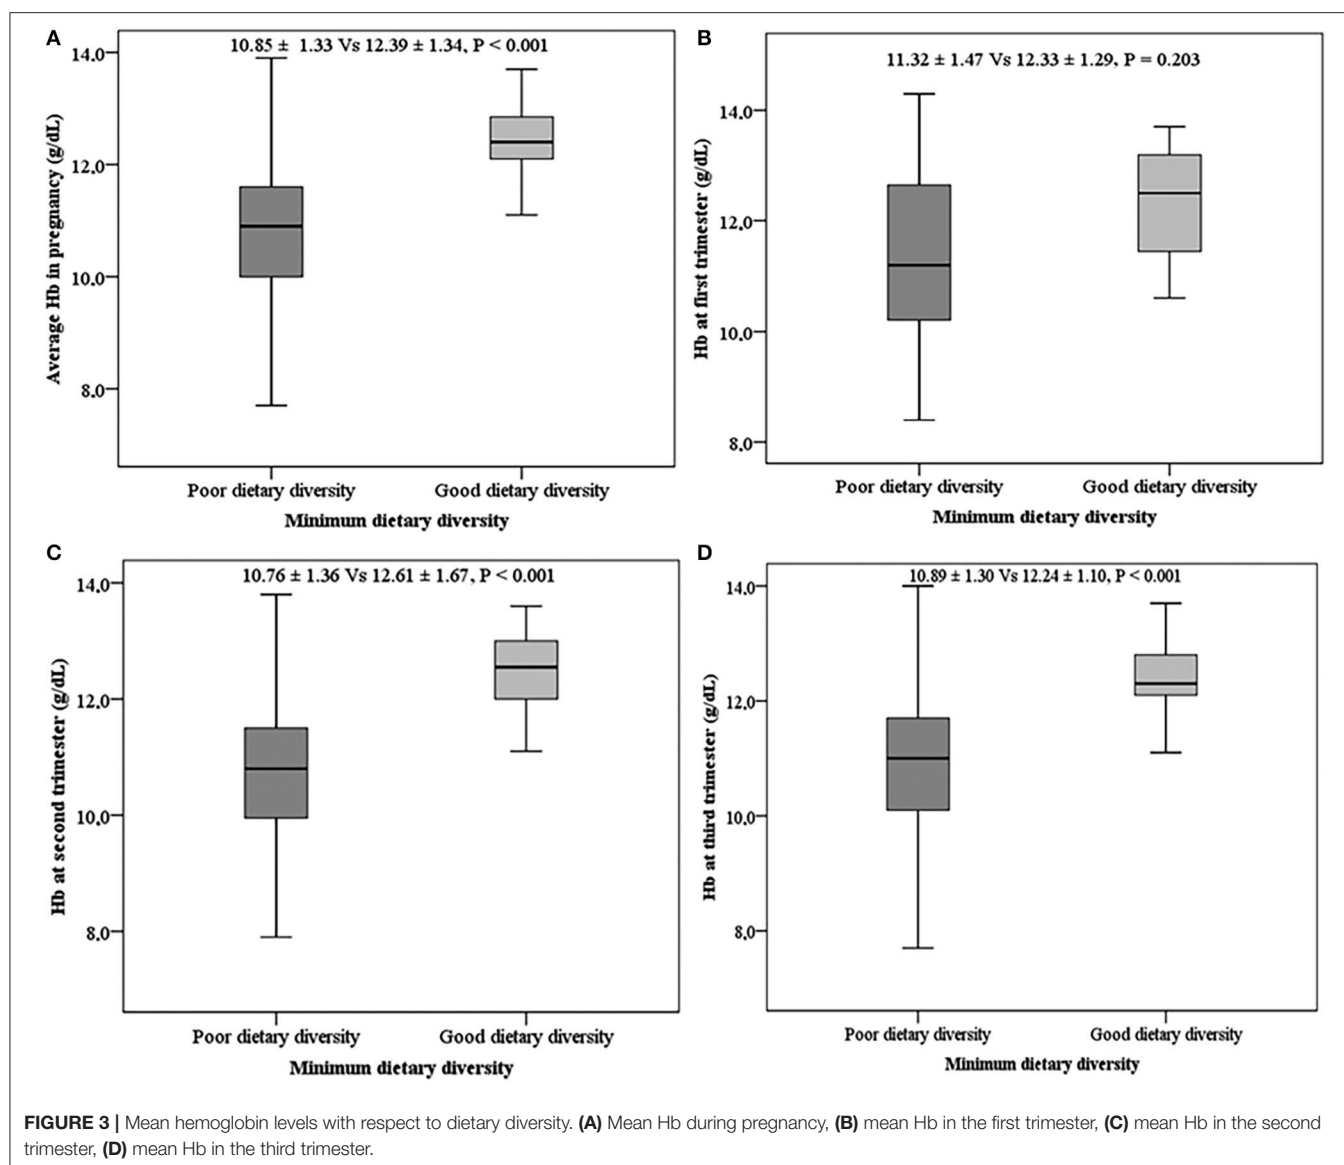 A
10.85 ± 1.33 Vs 12.39 ± 1.34, P < 0.001
Average Hb in pregnancy (g/dL)
14.0
12.0
10.0
8.0
Poor dietary diversity Good dietary diversity
Minimum dietary diversity
B
11.32 ± 1.47 Vs 12.33 ± 1.29, P = 0.203
Hb at first trimester (g/dL)
14.0
12.0
10.0
8.0
Poor dietary diversity Good dietary diversity
Minimum dietary diversity
C
10.76 ± 1.36 Vs 12.61 ± 1.67, P < 0.001
Hb at second trimester (g/dL)
14.0
12.0
10.0
8.0
Poor dietary diversity Good dietary diversity
Minimum dietary diversity
D
10.89 ± 1.30 Vs 12.24 ± 1.10, P < 0.001
Hb at third trimester (g/dL)
14.0
12.0
10.0
8.0
Poor dietary diversity Good dietary diversity
Minimum dietary diversity
FIGURE 3 | Mean hemoglobin levels with respect to dietary diversity. (A) Mean Hb during pregnancy, (B) mean Hb in the first trimester, (C) mean Hb in the second
trimester, (D) mean Hb in the third trimester.